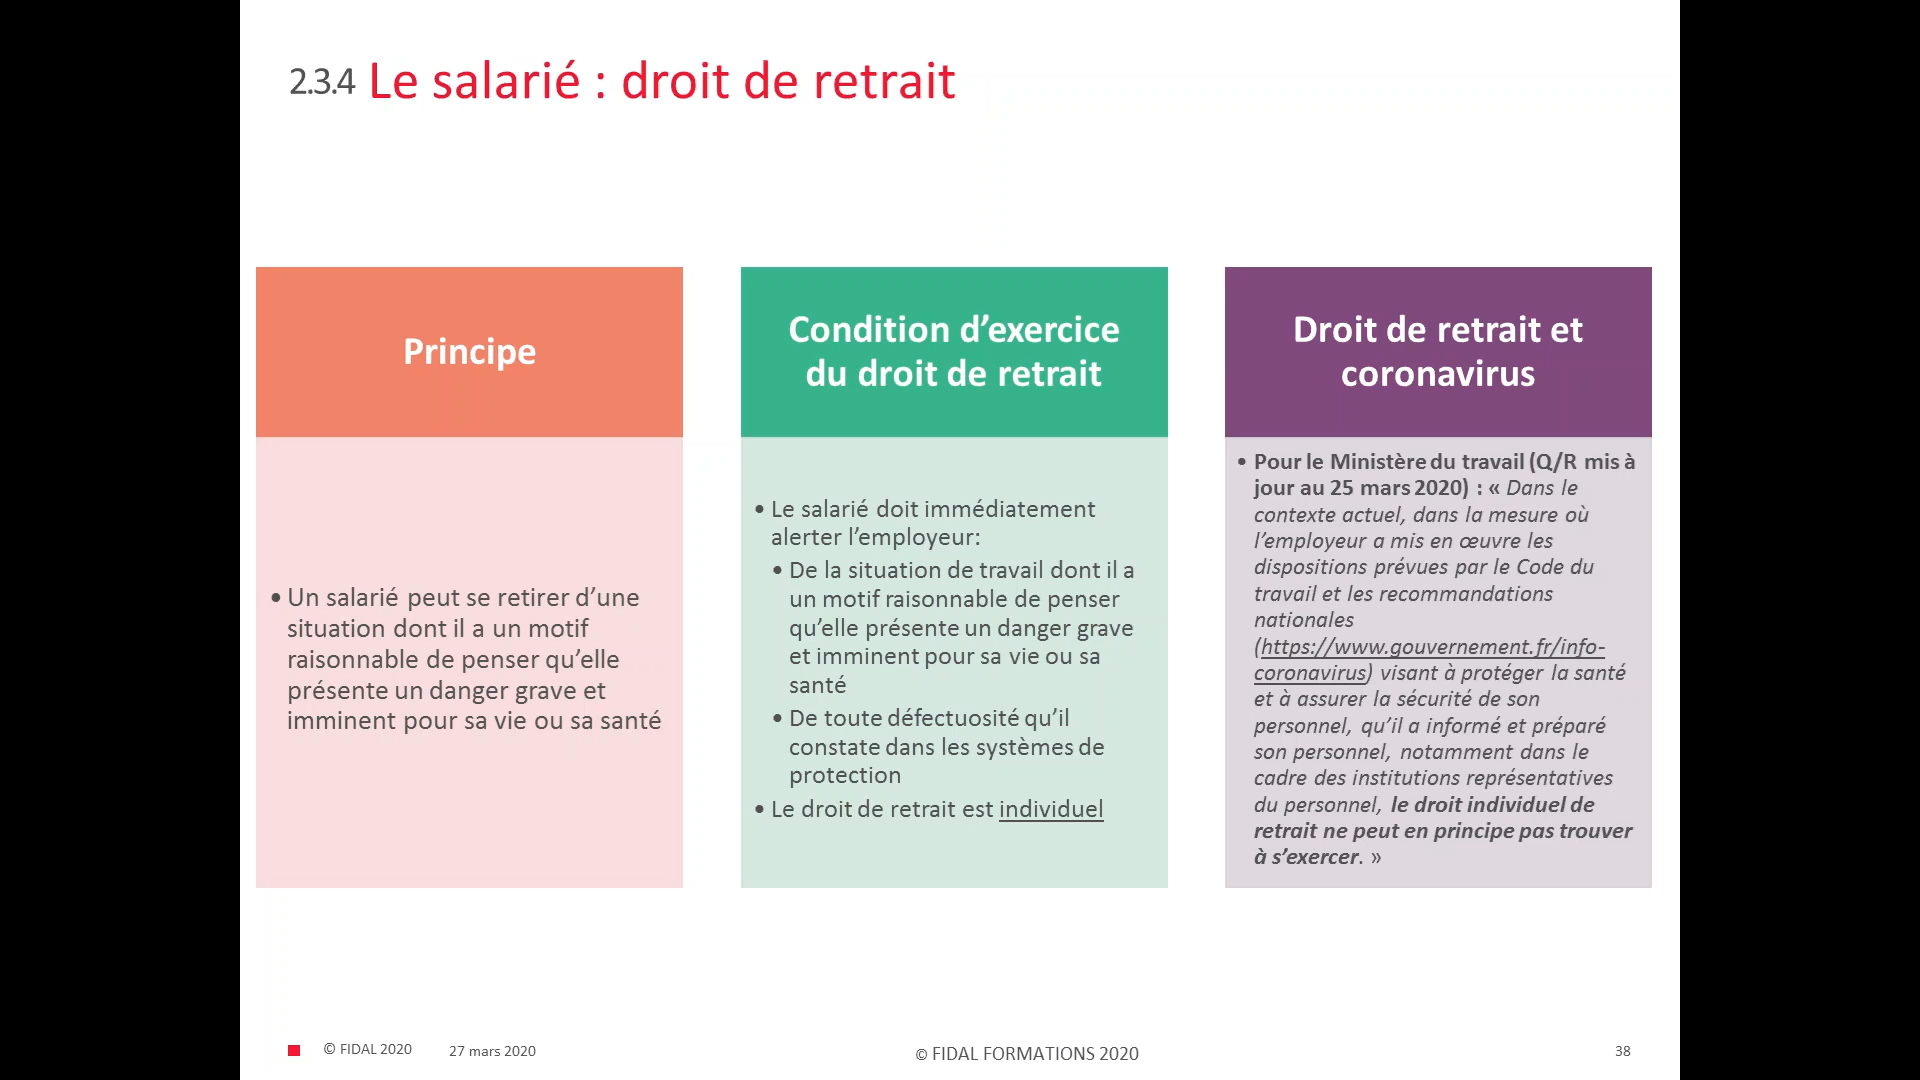 2.3.4 Le salarié : droit de retrait
Principe
• Un salarié peut se retirer d’une
situation dont il a un motif
raisonnable de penser qu’elle
présente un danger grave et
imminent pour sa vie ou sa santé
Condition d’exercice
du droit de retrait
• Le salarié doit immédiatement
alerter l’employeur:
• De la situation de travail dont il a
un motif raisonnable de penser
qu’elle présente un danger grave
et imminent pour sa vie ou sa
santé
• De toute défectuosité qu’il
constate dans les systèmes de
protection
• Le droit de retrait est individuel
Droit de retrait et
coronavirus
• Pour le Ministère du travail (Q/R mis à
jour au 25 mars 2020) : « Dans le
contexte actuel, dans la mesure où
l’employeur a mis en œuvre les
dispositions prévues par le Code du
travail et les recommandations
nationales
(https://www.gouvernement.fr/info-
coronavirus) visant à protéger la santé
et à assurer la sécurité de son
personnel, qu’il a informé et préparé
son personnel, notamment dans le
cadre des institutions représentatives
du personnel, le droit individuel de
retrait ne peut en principe pas trouver
à s’exercer. »
© FIDAL 2020 27 mars 2020 © FIDAL FORMATIONS 2020 38